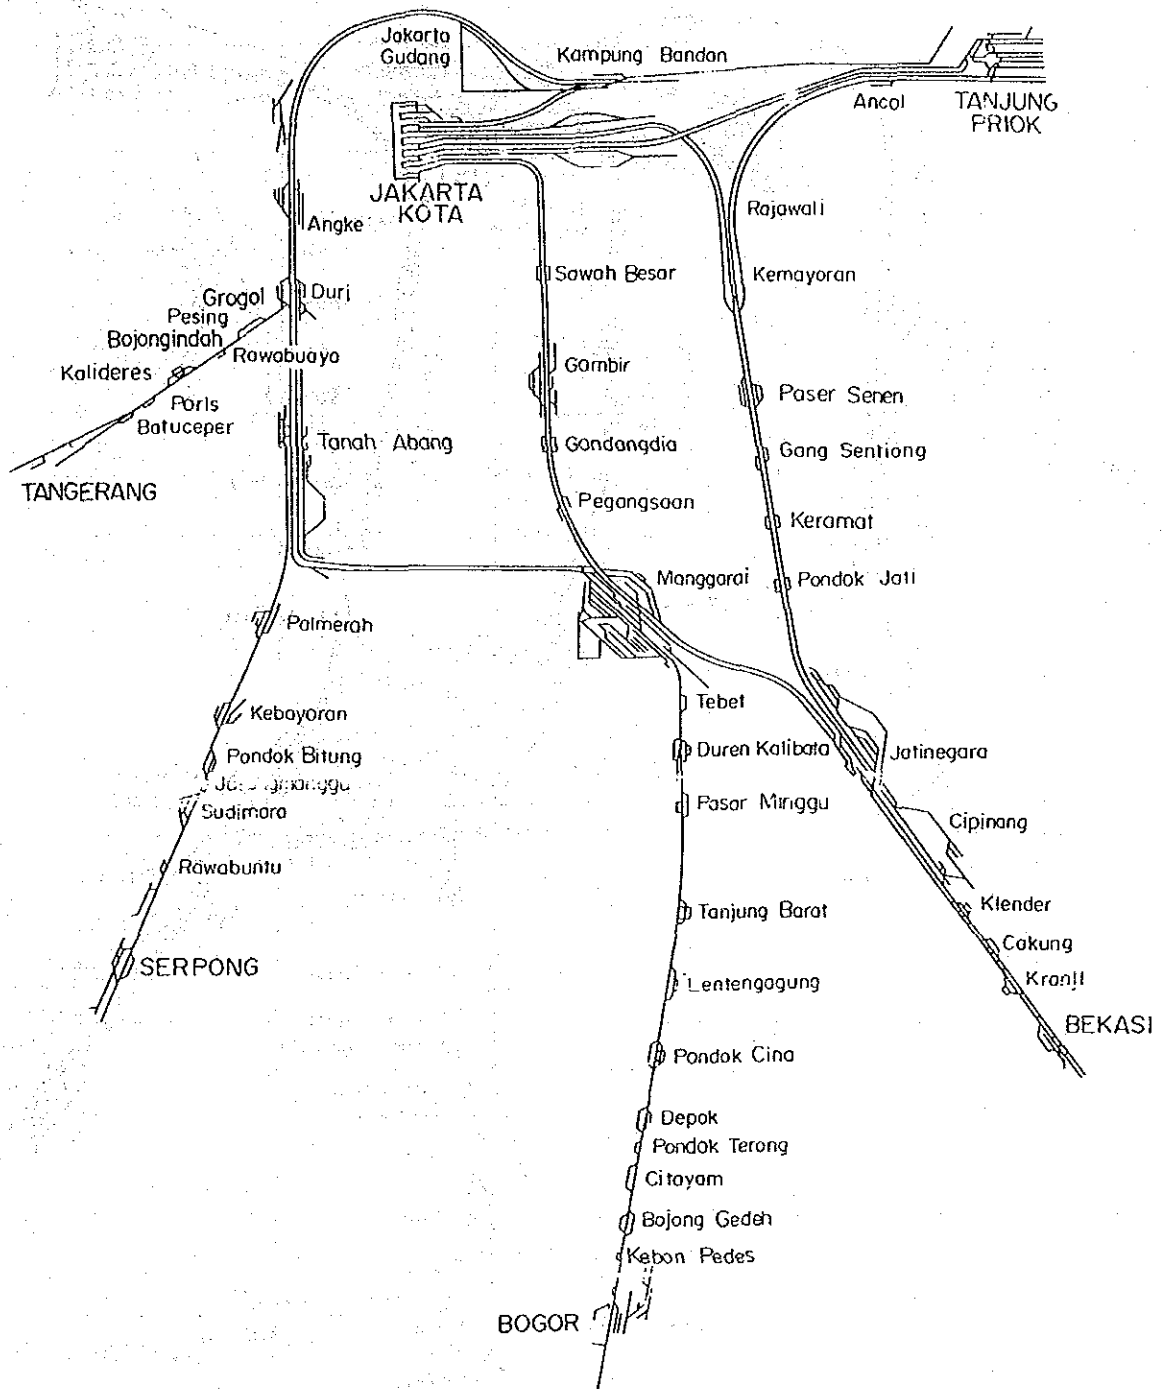 Jakarta
Gudang
Kampung Bandan
Ancol
TANJUNG
PRIOK
JAKARTA
KOTA
Rajawali
Angke
Sawah Besar
Kemayoran
Grogol
Duri
Pesing
Bojongindah
Rawabuaya
Kalideres
Poris
Batuceper
TANGERANG
Gambir
Paser Senen
Tanah Abang
Gondangdia
Gang Sentiong
Pegangsaan
Keramat
Manggarai
Pondok Jati
Palmerah
Tebet
Kebayoran
Duren Kalibata
Jatinegara
Pondok Bitung
Sudimara
Pasar Minggu
Cipinang
Rawabuntu
Klender
Tanjung Barat
Cakung
SERPONG
Lentengagung
Kranji
BEKASI
Pondok Cina
Depok
Pondok Terong
Citayam
Bojong Gedeh
Kebon Pedes
BOGOR